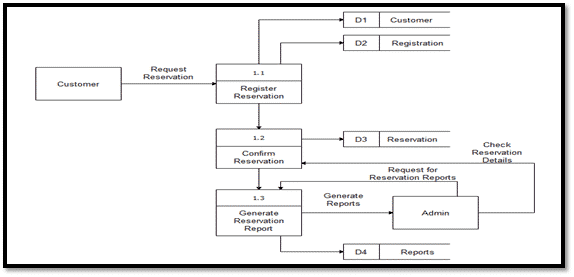 D1 Customer
D2 Registration
Request
Reservation
Customer
1.1
Register
Reservation
1.2
Confirm
Reservation
D3 Reservation
Check
Reservation
Details
Request for
Reservation Reports
1.3
Generate
Reservation
Report
Generate
Reports
Admin
D4 Reports